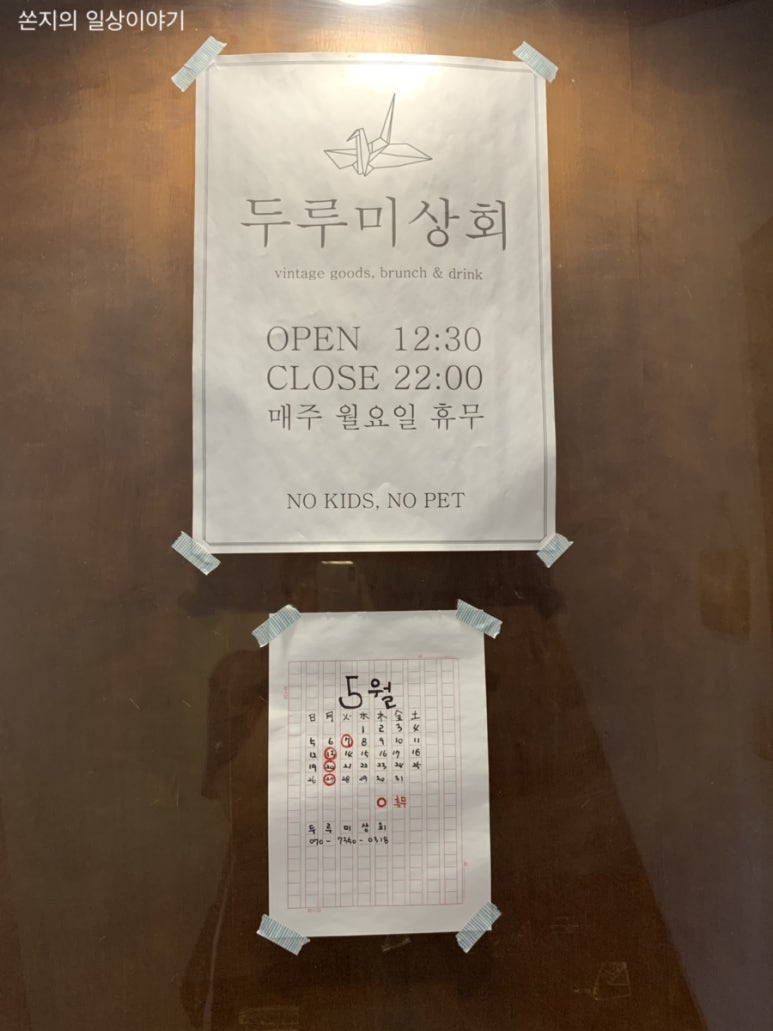 쏜지의 일상이야기
두루미상회
vintage goods, brunch & drink
OPEN 12:30
CLOSE 22:00
매주 월요일 휴무
NO KIDS, NO PET
5월
日 月 火 水 木 金 土
1 2 3 4
5 6 7 8 9 10 11
12 13 14 15 16 17 18
19 20 21 22 23 24 25
26 27 28 29 30 31
휴무
두루미상회
070-7380-0318